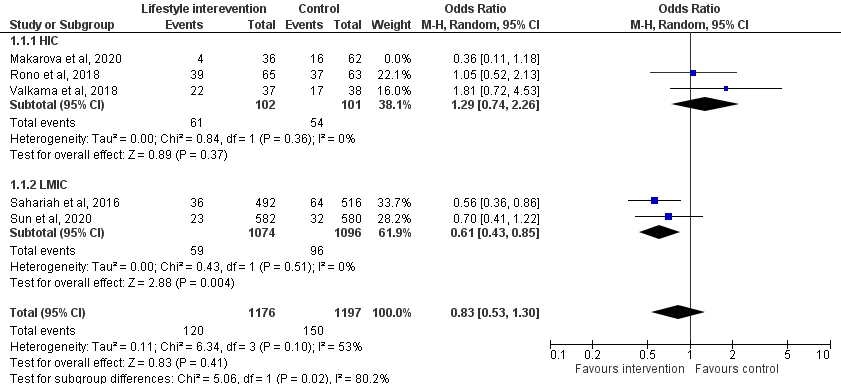 Lifestyle interevention Control Odds Ratio Odds Ratio
Study or Subgroup Events Total Events Total Weight M-H, Random, 95% CI M-H, Random, 95% CI
1.1.1 HIC
Makarova et al, 2020 4 36 16 62 0.0% 0.36 [0.11, 1.18]
Rono et al, 2018 39 65 37 63 22.1% 1.05 [0.52, 2.13]
Valkama et al, 2018 22 37 17 38 16.0% 1.81 [0.72, 4.53]
Subtotal (95% CI) 102 101 38.1% 1.29 [0.74, 2.26]
Total events 61 54
Heterogeneity: Tau² = 0.00; Chi² = 0.84, df = 1 (P = 0.36); I² = 0%
Test for overall effect: Z = 0.89 (P = 0.37)
1.1.2 LMIC
Sahariah et al, 2016 36 492 64 516 33.7% 0.56 [0.36, 0.86]
Sun et al, 2020 23 582 32 580 28.2% 0.70 [0.41, 1.22]
Subtotal (95% CI) 1074 1096 61.9% 0.61 [0.43, 0.85]
Total events 59 96
Heterogeneity: Tau² = 0.00; Chi² = 0.43, df = 1 (P = 0.51); I² = 0%
Test for overall effect: Z = 2.88 (P = 0.004)
Total (95% CI) 1176 1197 100.0% 0.83 [0.53, 1.30]
Total events 120 150
Heterogeneity: Tau² = 0.11; Chi² = 6.34, df = 3 (P = 0.10); I² = 53%
Test for overall effect: Z = 0.83 (P = 0.41)
Test for subgroup differences: Chi² = 5.06, df = 1 (P = 0.02), I² = 80.2%
0.1 0.2 0.5 1 2 5 10
Favours intervention Favours control